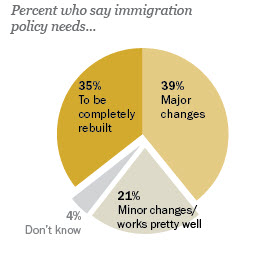 Percent who say immigration
policy needs...
35%
To be
completely
rebuilt
39%
Major
changes
21%
Minor changes/
works pretty well
4%
Don't know